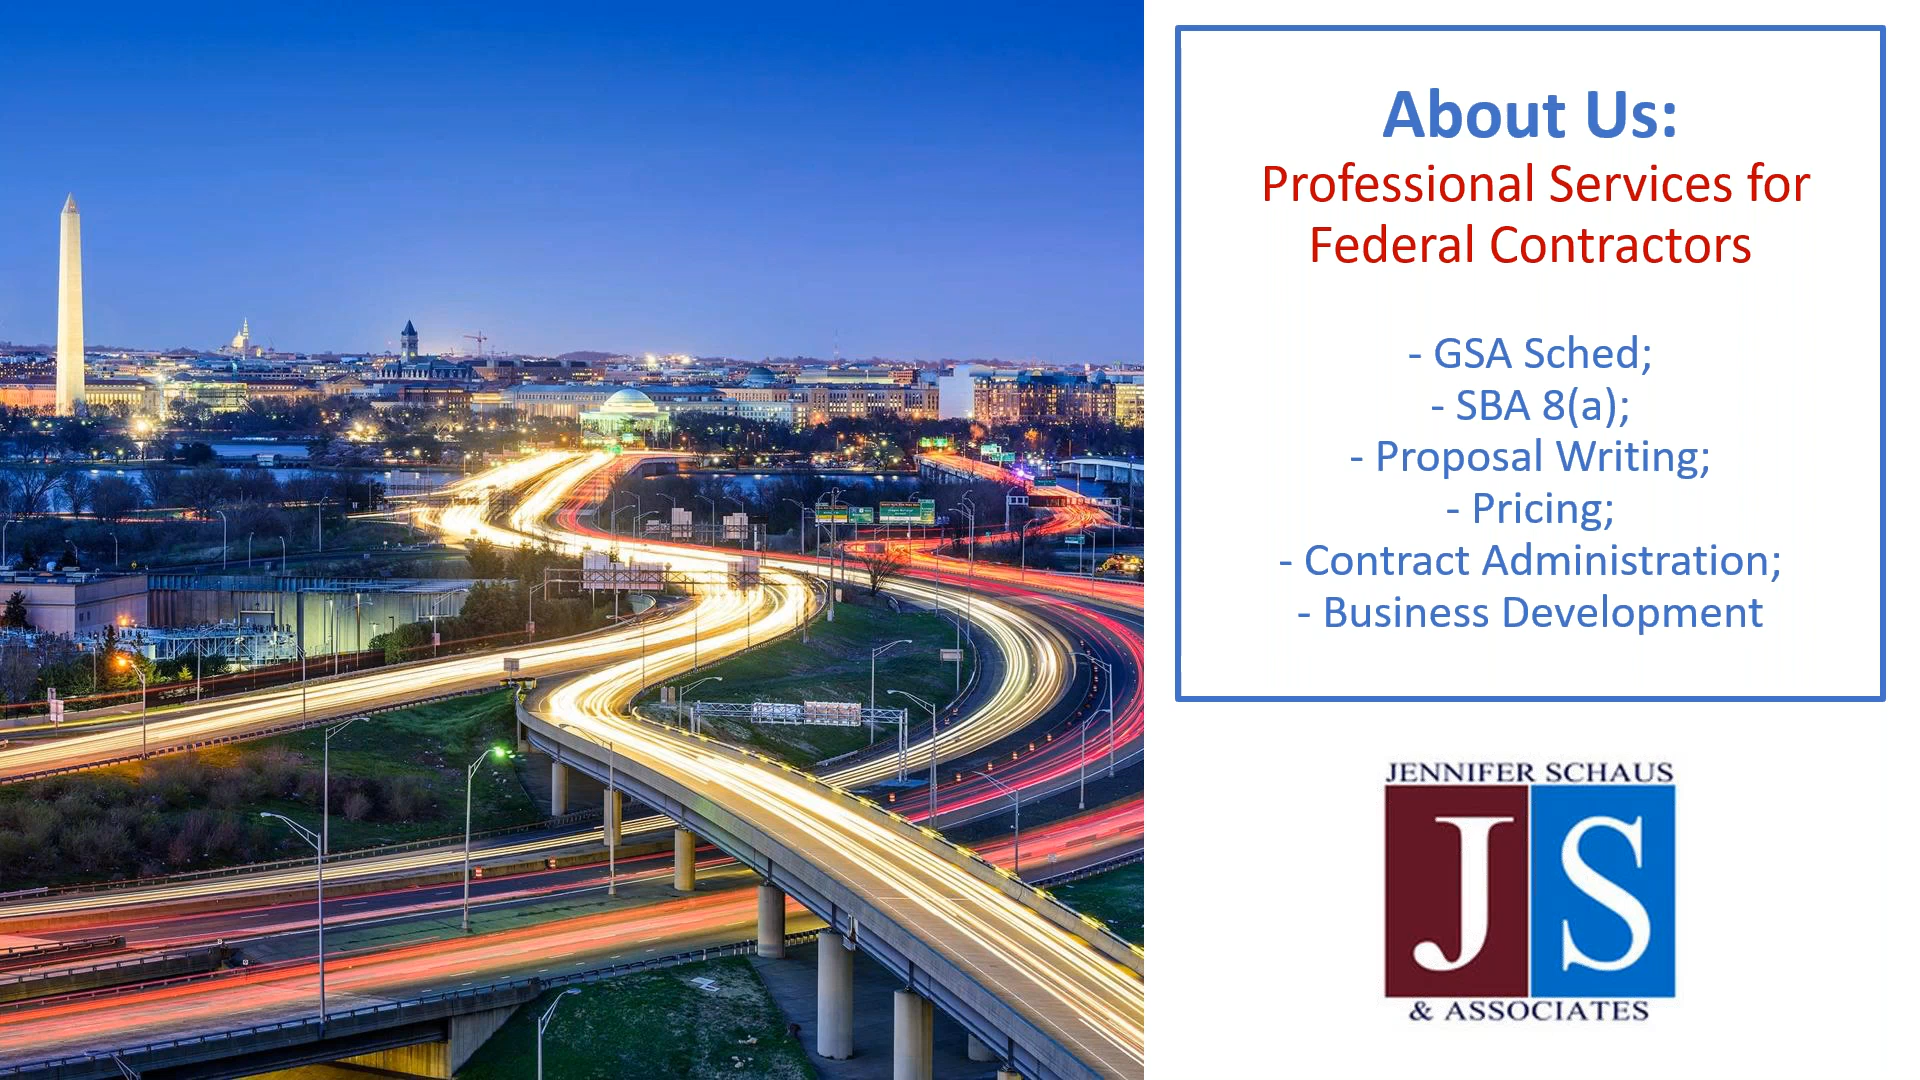 About Us:
Professional Services for
Federal Contractors
- GSA Sched;
- SBA 8(a);
- Proposal Writing;
- Pricing;
- Contract Administration;
- Business Development
JENNIFER SCHAUS
JS
& ASSOCIATES